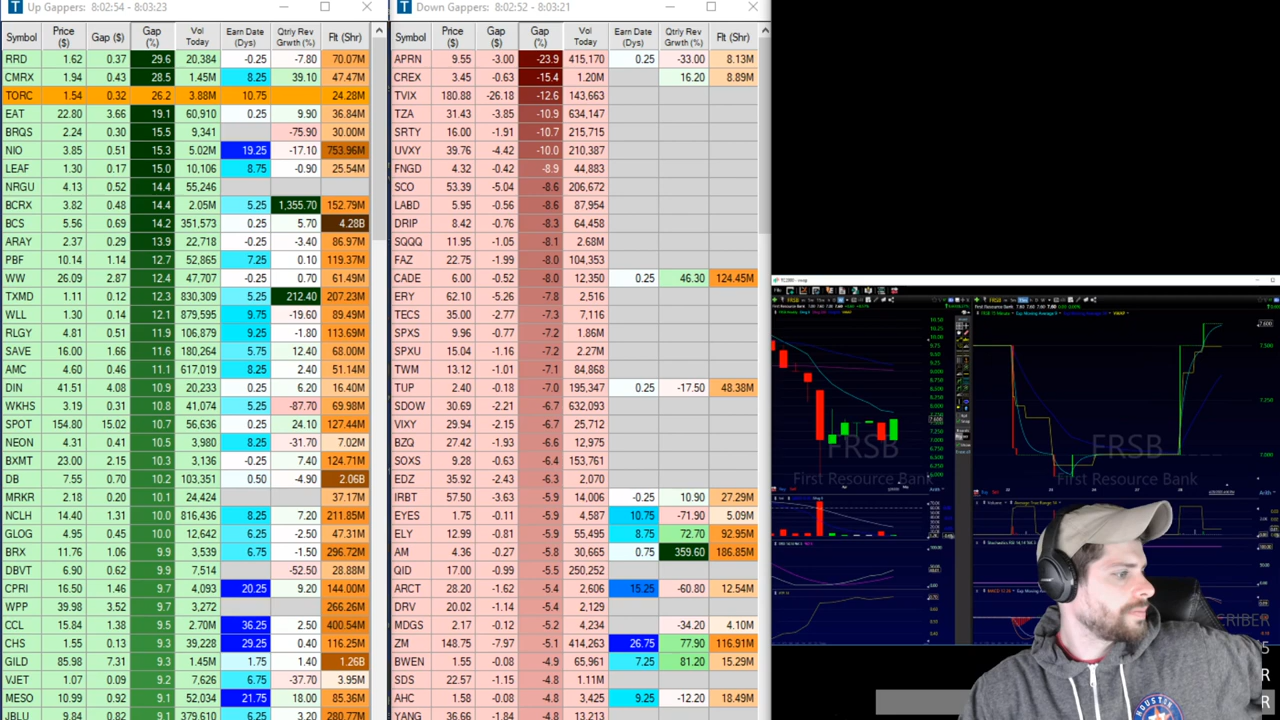 Up Gappers: 8:02:54 - 8:03:23
Symbol Price ($) Gap ($) Gap (%) Vol Today Earn Date (Dys) Qtrly Rev Grwth (%) Flt (Shr)
RRD 1.62 0.37 29.6 20,384 -0.25 -7.80 70.07M
CMRX 1.94 0.43 28.5 1.45M 8.25 39.10 47.47M
TORC 1.54 0.32 26.2 3.88M 10.75 24.28M
EAT 22.80 3.66 19.1 60,910 0.25 9.90 36.84M
BRQS 2.24 0.30 15.5 9,341 -75.90 30.00M
NIO 3.85 0.51 15.3 5.02M 19.25 -17.10 753.96M
LEAF 1.30 0.17 15.0 10,106 8.75 -0.90 25.54M
NRGU 4.13 0.52 14.4 55,246
BCRX 3.82 0.48 14.4 2.05M 5.25 1,355.70 152.79M
BCS 5.56 0.69 14.2 351,573 0.25 5.70 4.28B
ARAY 2.37 0.29 13.9 22,718 -0.25 -3.40 86.97M
PBF 10.14 1.14 12.7 52,865 7.25 0.10 119.37M
WW 26.09 2.87 12.4 47,707 -0.25 0.70 61.49M
TXMD 1.11 0.12 12.3 830,309 5.25 212.40 207.23M
WLL 1.11 12.1 9.75 89.49M
RLGY 4.81 11.9 16,879 9.25 113.69M
SAVE 16.00 1.66 11.6 180,264 5.75 12.40 68.00M
AMC 4.60 0.46 11.1 617,019 8.25 2.40 51.14M
DIN 41.51 4.08 10.9 20,233 -0.25 6.20 16.40M
WKHS 3.19 0.31 10.8 41,074 5.25 -87.70 69.98M
SPOT 154.80 15.02 10.7 56,636 0.25 24.10 127.44M
NEON 4.31 0.41 10.5 3,980 8.25 -31.70 7.02M
BXMT 23.00 2.15 10.3 3,136 -0.25 7.40 124.71M
DB 7.55 0.70 10.2 103,351 0.50 -4.90 2.06B
MRKR 2.18 0.20 10.1 24,424 37.17M
NCLH 14.07 1.28 10.0 816,436 8.25 7.20 211.85M
GLOG 4.95 0.45 10.0 12,642 6.25 -2.50 47.31M
BRX 11.75 1.06 9.9 3,539 6.75 -1.50 296.72M
DBVT 6.90 0.62 9.9 7,514 -52.50 28.88M
CPRI 16.50 1.46 9.7 4,093 20.25 9.20 144.00M
WPP 39.98 3.52 9.7 3,272 266.26M
CCL 15.84 1.38 9.5 2.70M 36.25 2.50 400.54M
CHS 1.53 0.13 9.3 39,228 29.25 0.40 116.25M
GILD 85.98 7.31 9.3 1.45M 1.75 1.40 1.26B
VJET 1.07 0.09 9.2 7,626 6.75 -37.70 3.95M
MESO 10.99 0.92 9.1 52,034 21.75 18.00 85.36M
JBLU 9.84 0.82 9.1 379,610 6.25 3.20 280.77M
Down Gappers: 8:02:52 - 8:03:21
Symbol Price ($) Gap ($) Gap (%) Vol Today Earn Date (Dys) Qtrly Rev Grwth (%) Flt (Shr)
APRN 9.55 -3.00 -23.9 415,170 0.25 -33.00 8.13M
CREX 3.45 -0.63 -15.4 1.20M 16.20 8.89M
TVIX 180.88 -26.18 -12.6 143,663
TZA 31.43 -3.85 -10.9 634,147
SRTY 16.00 -1.91 -10.7 215,715
UVXY 39.76 -4.42 -10.0 210,387
FNGD 4.32 -0.42 -8.9 44,883
SCO 53.39 -5.04 -8.6 206,672
LABD 5.95 -0.56 -8.6 87,954
DRIP 8.42 -0.76 -8.3 64,458
SQQQ 11.95 -1.05 -8.1 2.68M
FAZ 22.75 -1.99 -8.0 104,353
CADE 6.00 -0.52 -8.0 12,350 0.25 46.30 124.45M
ERY 62.10 -5.26 -7.8 2,516
TECS 35.00 -2.77 -7.3
RLGY 9.96 -0.77 -7.2 1.86M
SPXU 15.04 -1.16 -7.2 2.27M
TWM 13.12 -1.01 -7.1 84,868
TUP 2.40 -0.18 -7.0 195,347 0.25 -17.50 48.38M
SDOW 30.69 -2.21 -6.7 632,093
VIXY 33.94 -2.43 -6.7 25,712
BZQ 27.42 -1.93 -6.6 12,975
SOXS 9.28 -0.63 -6.4 153,761
EDZ 35.92 -2.43 -6.3 2,070
IRBT 57.50 -3.63 -5.9 14,006 -0.25 10.90 27.29M
EYES 1.75 -0.11 -5.9 9,587 10.75 -71.90 5.09M
ELY 12.99 -0.81 -5.9 55,495 8.75 72.70 92.95M
AM 4.36 -0.27 -5.8 30,665 0.75 359.60 186.85M
QID 17.00 -0.99 -5.5 250,252
ARCT 28.20 -1.62 -5.4 2,606 15.25 -60.80 12.54M
DRV 20.02 -1.14 -5.4 2,129
MDGS 2.17 -0.12 -5.2 4,234 -34.20 4.10M
ZM 148.75 -7.97 -5.1 414,263 26.75 77.90 116.91M
BWEN 1.55 -0.08 -4.9 65,961 7.25 81.20 15.29M
SDS 22.57 -1.15 -4.8 1.11M
AHC 1.58 -0.08 -4.8 3,425 9.25 -12.20 18.49M
YANG 36.66 -1.84 -4.8 13,213
FRSB
First Resource Bank
FRSB
First Resource Bank
HOUSTON